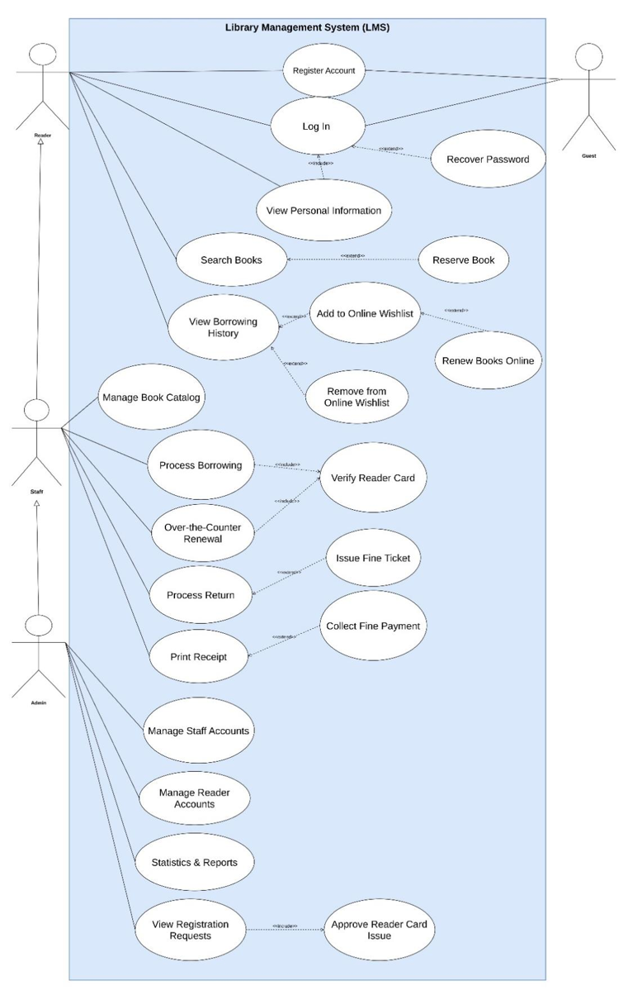 Library Management System (LMS)
Register Account
Log In
Reader
Guest
<<extend>>
Recover Password
<<include>>
View Personal Information
Search Books
<<extend>>
Reserve Book
View Borrowing
History
<<extend>>
Add to Online Wishlist
<<extend>>
Renew Books Online
<<extend>>
Remove from
Online Wishlist
Manage Book Catalog
Staff
Process Borrowing
<<include>>
Verify Reader Card
<<include>>
Over-the-Counter
Renewal
Issue Fine Ticket
<<extend>>
Process Return
Collect Fine Payment
<<extend>>
Print Receipt
Admin
Manage Staff Accounts
Manage Reader
Accounts
Statistics & Reports
View Registration
Requests
<<include>>
Approve Reader Card
Issue